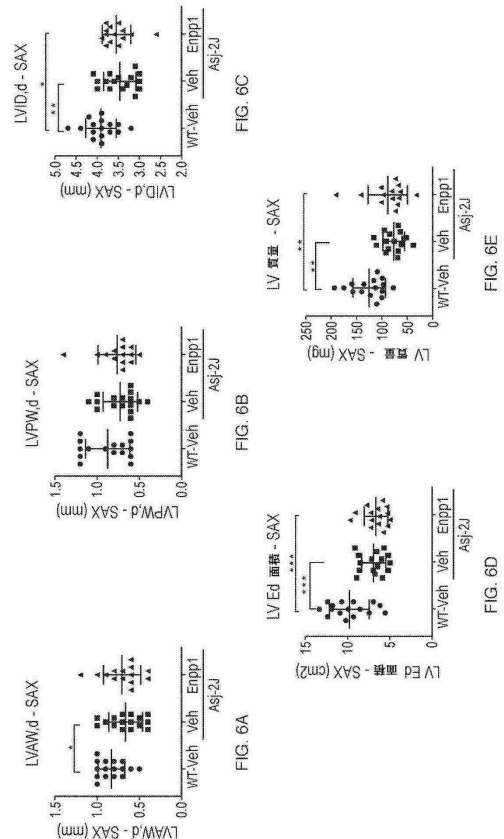 LVAW,d - SAX
LVAW,d - SAX (mm)
1.5
1.0
0.5
0.0
*
WT-Veh
Veh
Enpp1
Asj-2J
FIG. 6A
LVPW,d - SAX
LVPW,d - SAX (mm)
1.5
1.0
0.5
0.0
WT-Veh
Veh
Enpp1
Asj-2J
FIG. 6B
LVID,d - SAX
LVID,d - SAX (mm)
5.0
4.5
4.0
3.5
3.0
2.5
2.0
*
**
WT-Veh
Veh
Enpp1
Asj-2J
FIG. 6C
LV Ed 面積 - SAX
LV Ed 面積 - SAX (cm2)
15
10
5
0
***
***
WT-Veh
Veh
Enpp1
Asj-2J
FIG. 6D
LV 質量 - SAX
LV 質量 - SAX (mg)
250
200
150
100
50
0
**
**
WT-Veh
Veh
Enpp1
Asj-2J
FIG. 6E